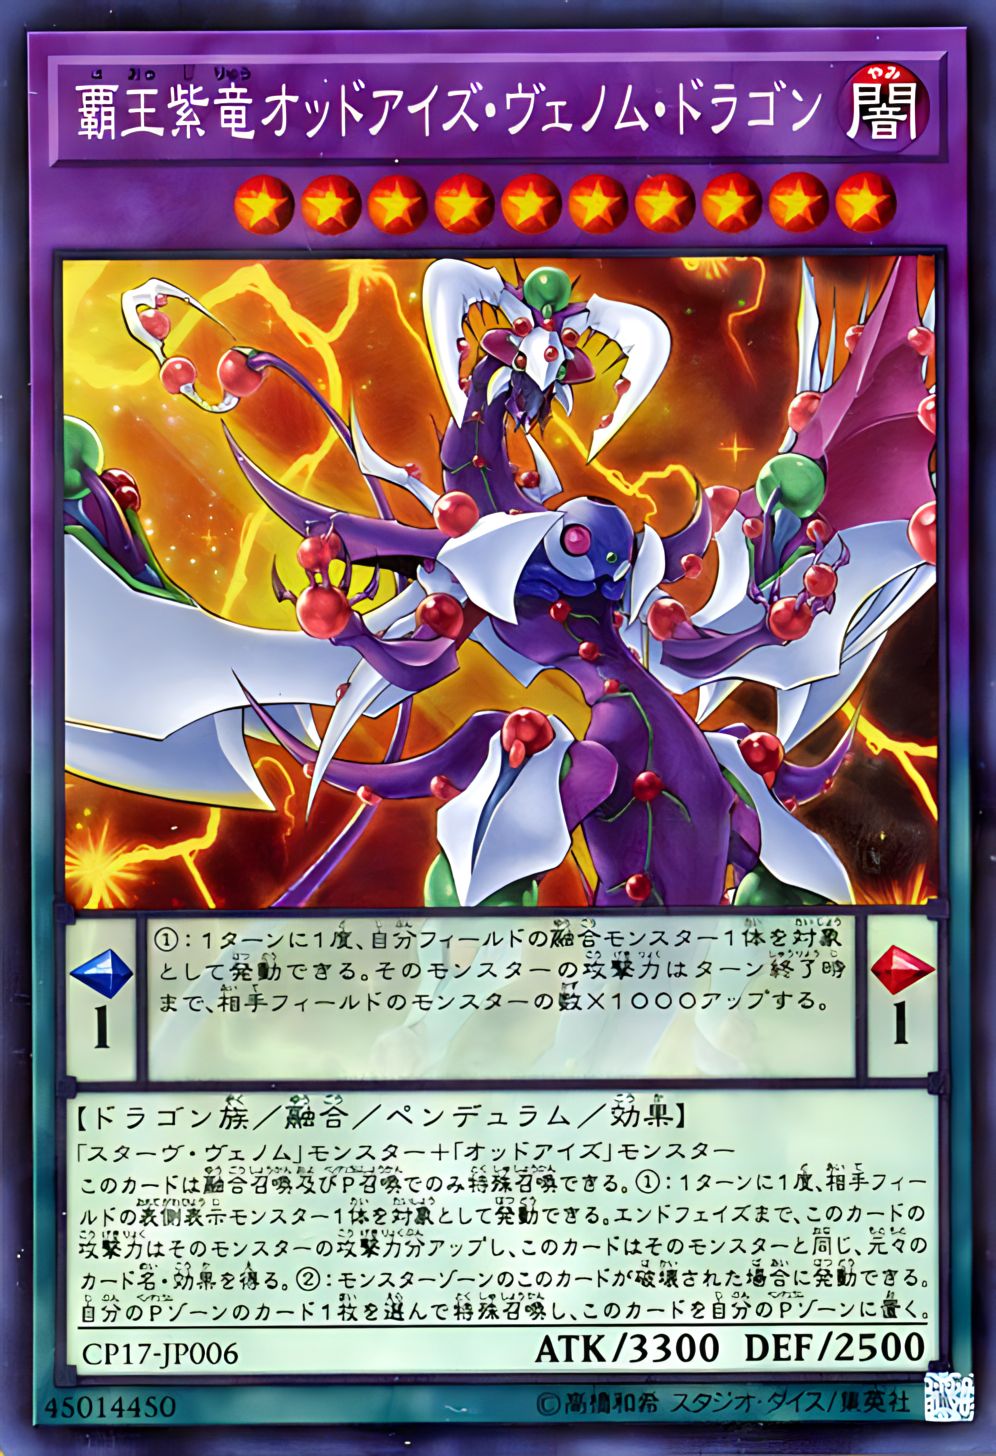 覇王紫竜オッドアイズ・ヴェノム・ドラゴン 闇
①:1ターンに1度、自分フィールドの融合モンスター1体を対象
として発動できる。そのモンスターの攻撃力はターン終了時
まで、相手フィールドのモンスターの数×1000アップする。
1
1
【ドラゴン族/融合/ペンデュラム/効果】
「スターヴ・ヴェノム」モンスター+「オッドアイズ」モンスター
このカードは融合召喚及びP召喚でのみ特殊召喚できる。①:1ターンに1度、相手フィー
ルドの表側表示モンスター1体を対象として発動できる。エンドフェイズまで、このカードの
攻撃力はそのモンスターの攻撃力分アップし、このカードはそのモンスターと同じ、元々の
カード名・効果を得る。②:モンスターゾーンのこのカードが破壊された場合に発動できる。
自分のPゾーンのカード1枚を選んで特殊召喚し、このカードを自分のPゾーンに置く。
CP17-JP006 ATK/3300 DEF/2500
45014450 ©高橋和希 スタジオ・ダイス/集英社